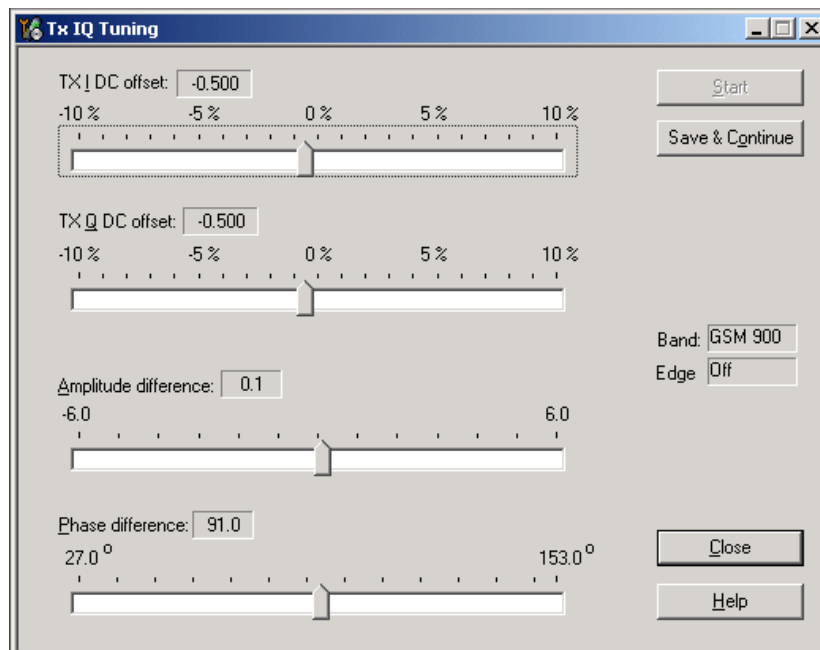 Tx IQ Tuning
TX I DC offset: -0.500
-10 % -5 % 0 % 5 % 10 %
TX Q DC offset: -0.500
-10 % -5 % 0 % 5 % 10 %
Amplitude difference: 0.1
-6.0 6.0
Phase difference: 91.0
27.0 o 153.0 o
Start
Save & Continue
Band: GSM 900
Edge Off
Close
Help